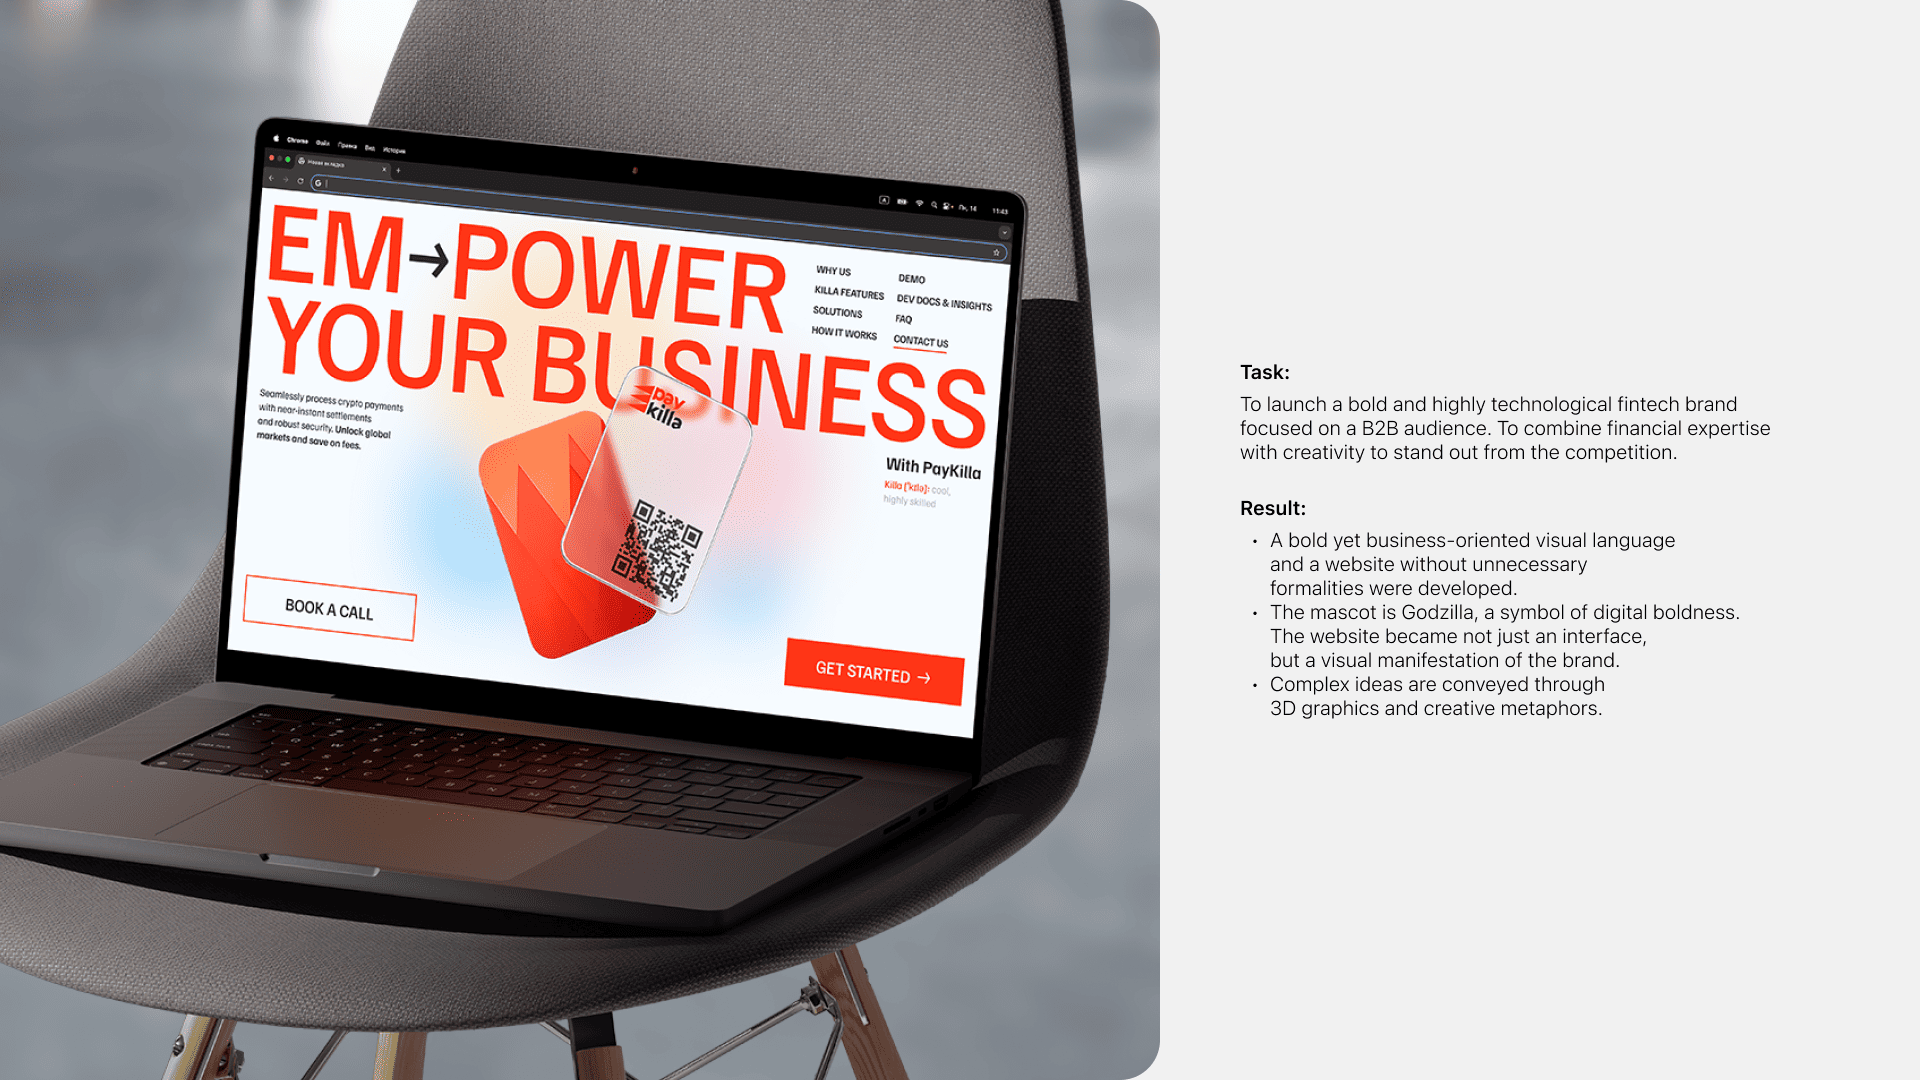 Chrome Файл Правка Вид История
Пн, 14 11:43
Новая вкладка
G
EM→POWER
YOUR BUSINESS
WHY US
KILLA FEATURES
SOLUTIONS
HOW IT WORKS
DEMO
DEV DOCS & INSIGHTS
FAQ
CONTACT US
Seamlessly process crypto payments
with near-instant settlements
and robust security. Unlock global
markets and save on fees.
pay
killa
With PayKilla
Killa ['kɪlə]: cool,
highly skilled
BOOK A CALL
GET STARTED →
Task:
To launch a bold and highly technological fintech brand
focused on a B2B audience. To combine financial expertise
with creativity to stand out from the competition.
Result:
• A bold yet business-oriented visual language
and a website without unnecessary
formalities were developed.
• The mascot is Godzilla, a symbol of digital boldness.
The website became not just an interface,
but a visual manifestation of the brand.
• Complex ideas are conveyed through
3D graphics and creative metaphors.